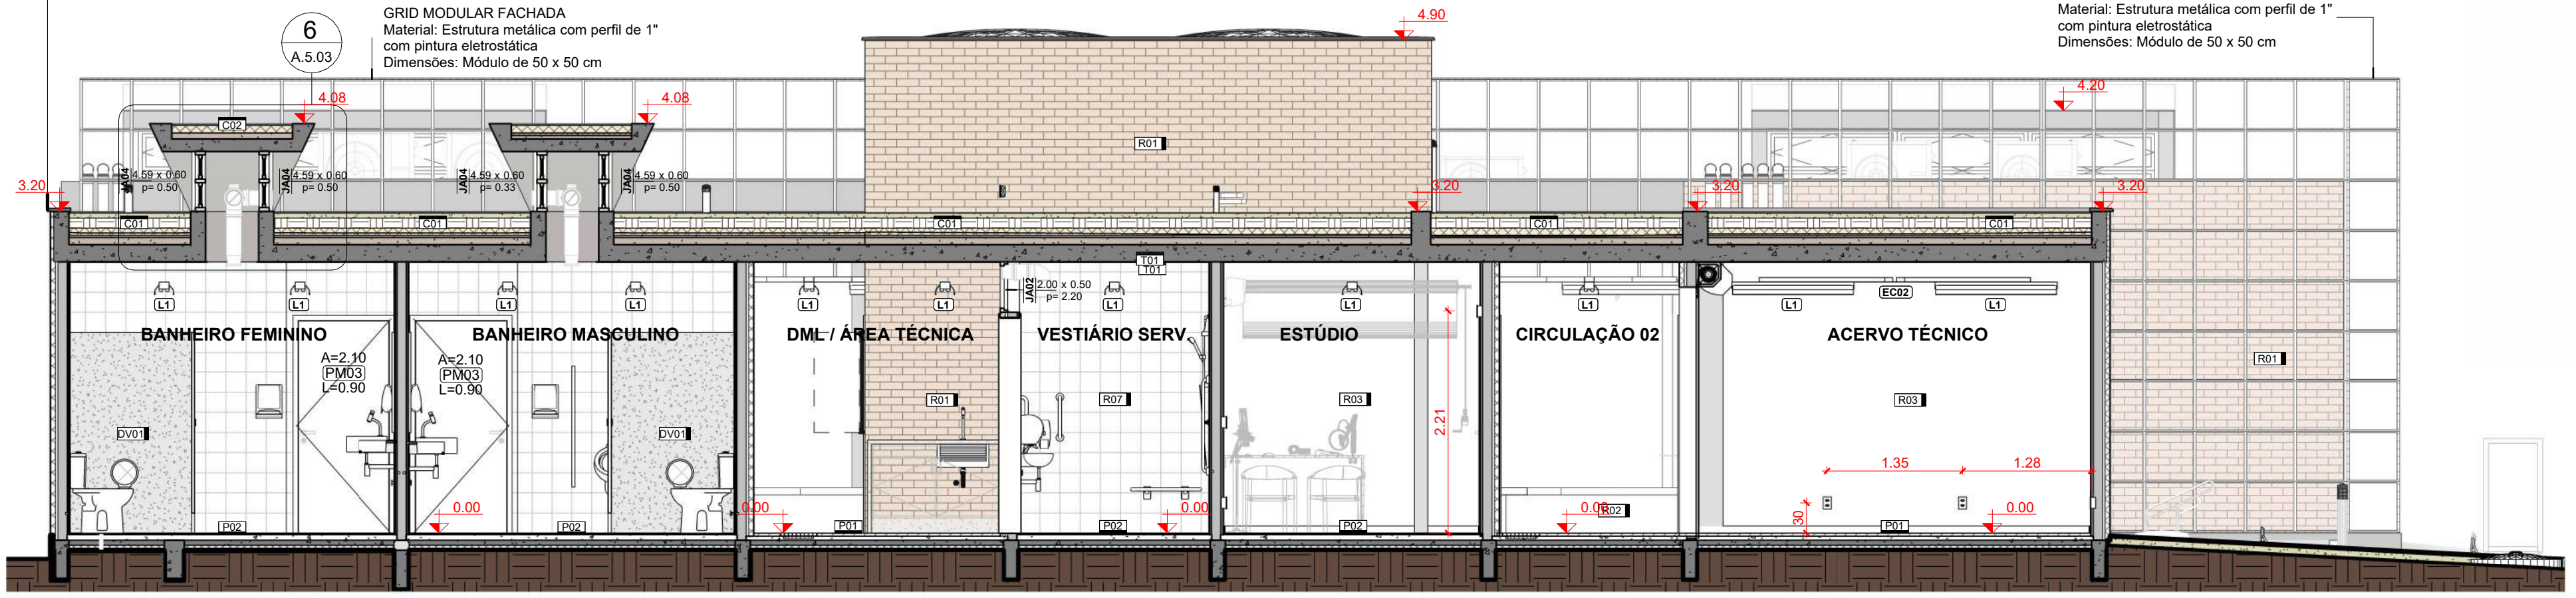 GRID MODULAR FACHADA
Material: Estrutura metálica com perfil de 1"
com pintura eletrostática
Dimensões: Módulo de 50 x 50 cm
6
A.5.03
Material: Estrutura metálica com perfil de 1"
com pintura eletrostática
Dimensões: Módulo de 50 x 50 cm
4.90
4.08
4.08
4.20
C02
R01
JA04
4.59 x 0.60
p= 0.50
JA04
4.59 x 0.60
p= 0.50
JA04
4.59 x 0.60
p= 0.33
JA04
4.59 x 0.60
p= 0.50
3.20
3.20
3.20
3.20
C01
C01
C01
C01
C01
T01
T01
JA02
2.00 x 0.50
p= 2.20
L1
L1
L1
L1
L1
L1
L1
L1
L1
L1
EC02
L1
BANHEIRO FEMININO
BANHEIRO MASCULINO
DML / ÁREA TÉCNICA
VESTIÁRIO SERV.
ESTÚDIO
CIRCULAÇÃO 02
ACERVO TÉCNICO
A=2.10
PM03
L=0.90
A=2.10
PM03
L=0.90
R01
R01
R07
R03
R03
2.21
DV01
DV01
1.35
1.28
30
0.00
0.00
0.00
0.00
R02
0.00
P02
P02
P01
P02
P02
P01